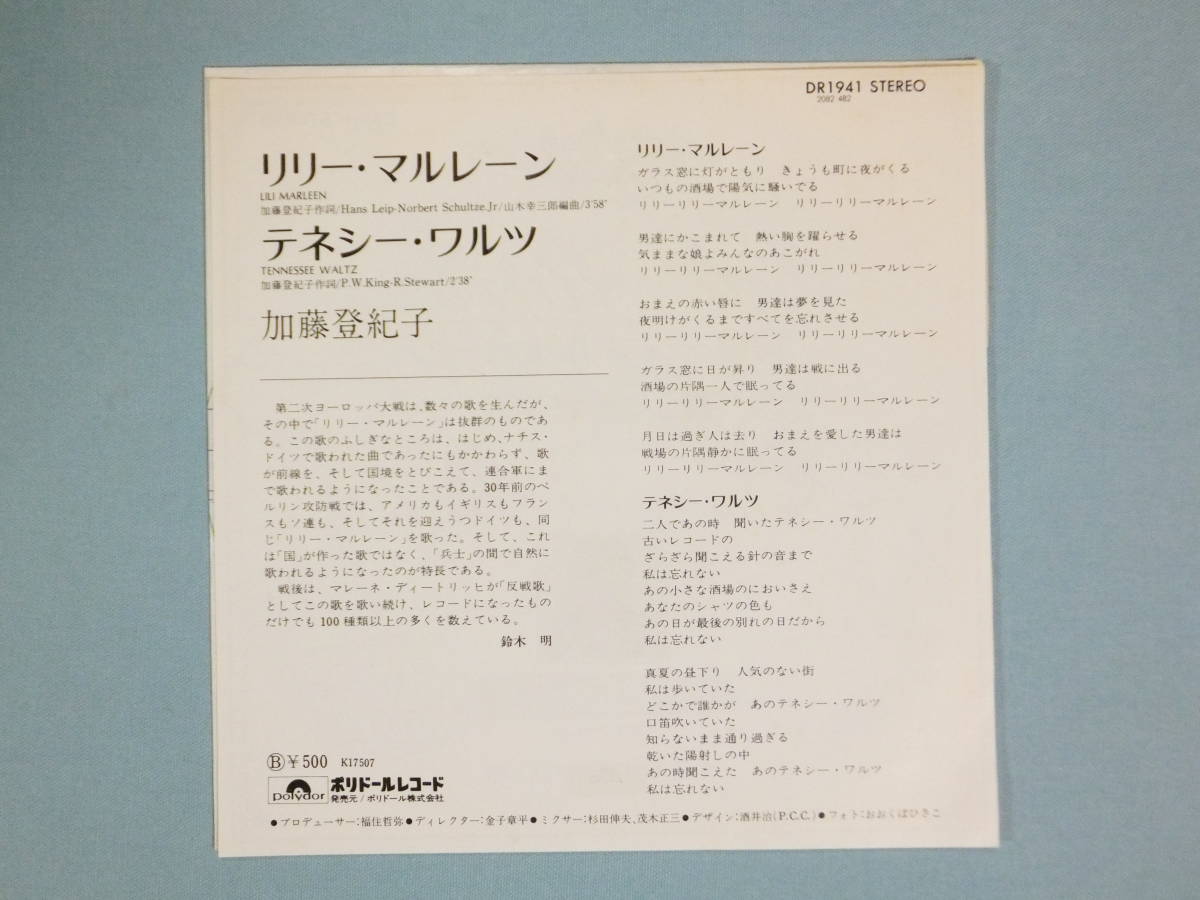 DR1941 STEREO
2082 482
リリー・マルレーン
LILI MARLEEN
加藤登紀子作詞/Hans Leip-Norbert Schultze.Jr/山木幸三郎編曲/3'58"
テネシー・ワルツ
TENNESSEE WALTZ
加藤登紀子作詞/P.W.King-R.Stewart/2'38"
加藤登紀子
第二次ヨーロッパ大戦は、数々の歌を生んだが、
その中で「リリー・マルレーン」は抜群のものであ
る。この歌のふしぎなところは、はじめ、ナチス・
ドイツで歌われた曲であったにもかかわらず、歌
が前線を、そして国境をとびこえて、連合軍にま
で歌われるようになったことである。30年前のベ
ルリン攻防戦では、アメリカもイギリスもフラン
スもソ連も、そしてそれを迎えうつドイツも、同
じ「リリー・マルレーン」を歌った。そして、これ
は「国」が作った歌ではなく、「兵士」の間で自然に
歌われるようになったのが特長である。
戦後は、マレーネ・ディートリッヒが「反戦歌」
としてこの歌を歌い続け、レコードになったもの
だけでも100種類以上の多くを数えている。
鈴木 明
Ⓑ￥500 K17507
polydor ポリドールレコード
発売元/ポリドール株式会社
リリー・マルレーン
ガラス窓に灯がともり きょうも町に夜がくる
いつもの酒場で陽気に騒いでる
リリーリリーマルレーン リリーリリーマルレーン
男達にかこまれて 熱い胸を躍らせる
気ままな娘よみんなのあこがれ
リリーリリーマルレーン リリーリリーマルレーン
おまえの赤い唇に 男達は夢を見た
夜明けがくるまですべてを忘れさせる
リリーリリーマルレーン リリーリリーマルレーン
ガラス窓に日が昇り 男達は戦に出る
酒場の片隅一人で眠ってる
リリーリリーマルレーン リリーリリーマルレーン
月日は過ぎ人は去り おまえを愛した男達は
戦場の片隅静かに眠ってる
リリーリリーマルレーン リリーリリーマルレーン
テネシー・ワルツ
二人であの時 聞いたテネシー・ワルツ
古いレコードの
ざらざら聞こえる針の音まで
私は忘れない
あの小さな酒場のにおいさえ
あなたのシャツの色も
あの日が最後の別れの日だから
私は忘れない
真夏の昼下り 人気のない街
私は歩いていた
どこかで誰かが あのテネシー・ワルツ
口笛吹いていた
知らないまま通り過ぎる
乾いた陽射しの中
あの時聞こえた あのテネシー・ワルツ
私は忘れない
●プロデューサー:福住哲弥●ディレクター:金子章平●ミクサー:杉田伸夫、茂木正三●デザイン:酒井治(P.C.C.)●フォト:おおくぼひさこ